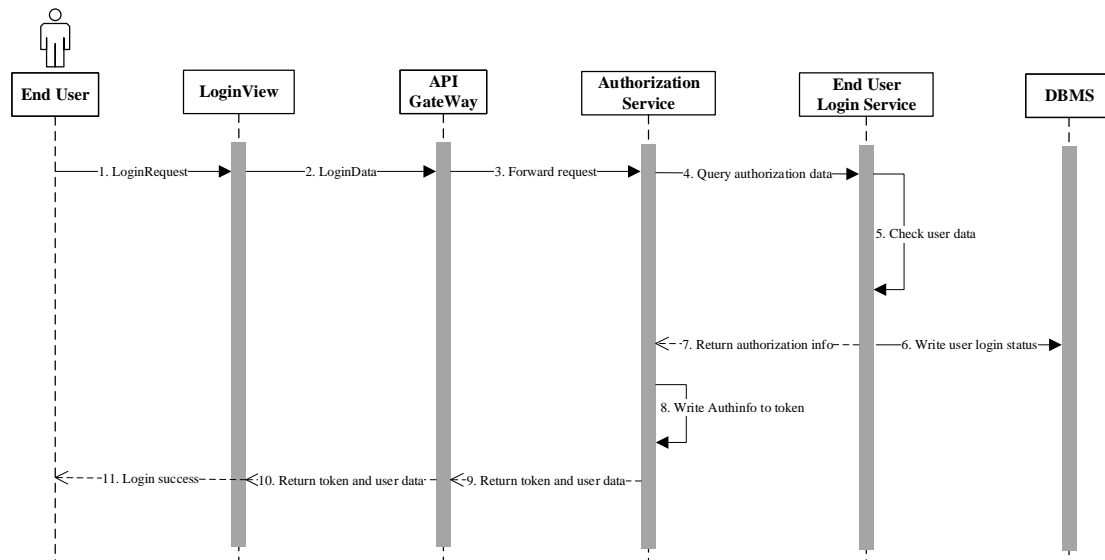 End User
LoginView
API
GateWay
Authorization
Service
End User
Login Service
DBMS
1. LoginRequest
2. LoginData
3. Forward request
4. Query authorization data
5. Check user data
7. Return authorization info
6. Write user login status
8. Write Authinfo to token
11. Login success
10. Return token and user data
9. Return token and user data